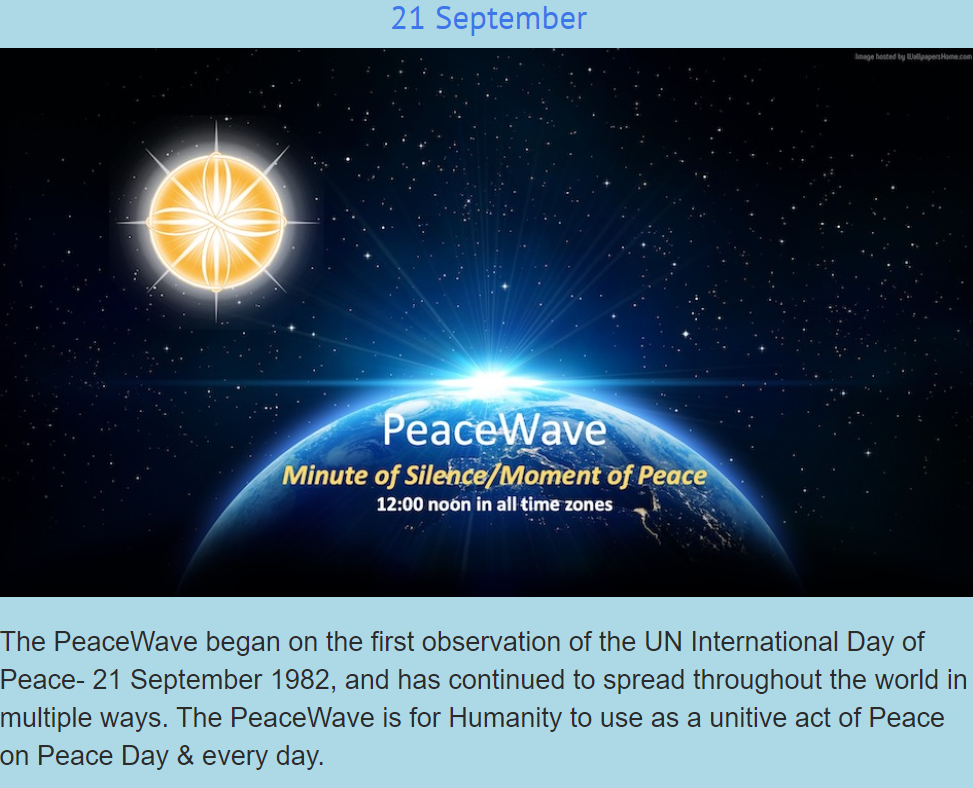 21 September
Image hosted by WallpapersHome.com
PeaceWave
Minute of Silence/Moment of Peace
12:00 noon in all time zones
The PeaceWave began on the first observation of the UN International Day of
Peace- 21 September 1982, and has continued to spread throughout the world in
multiple ways. The PeaceWave is for Humanity to use as a unitive act of Peace
on Peace Day & every day.